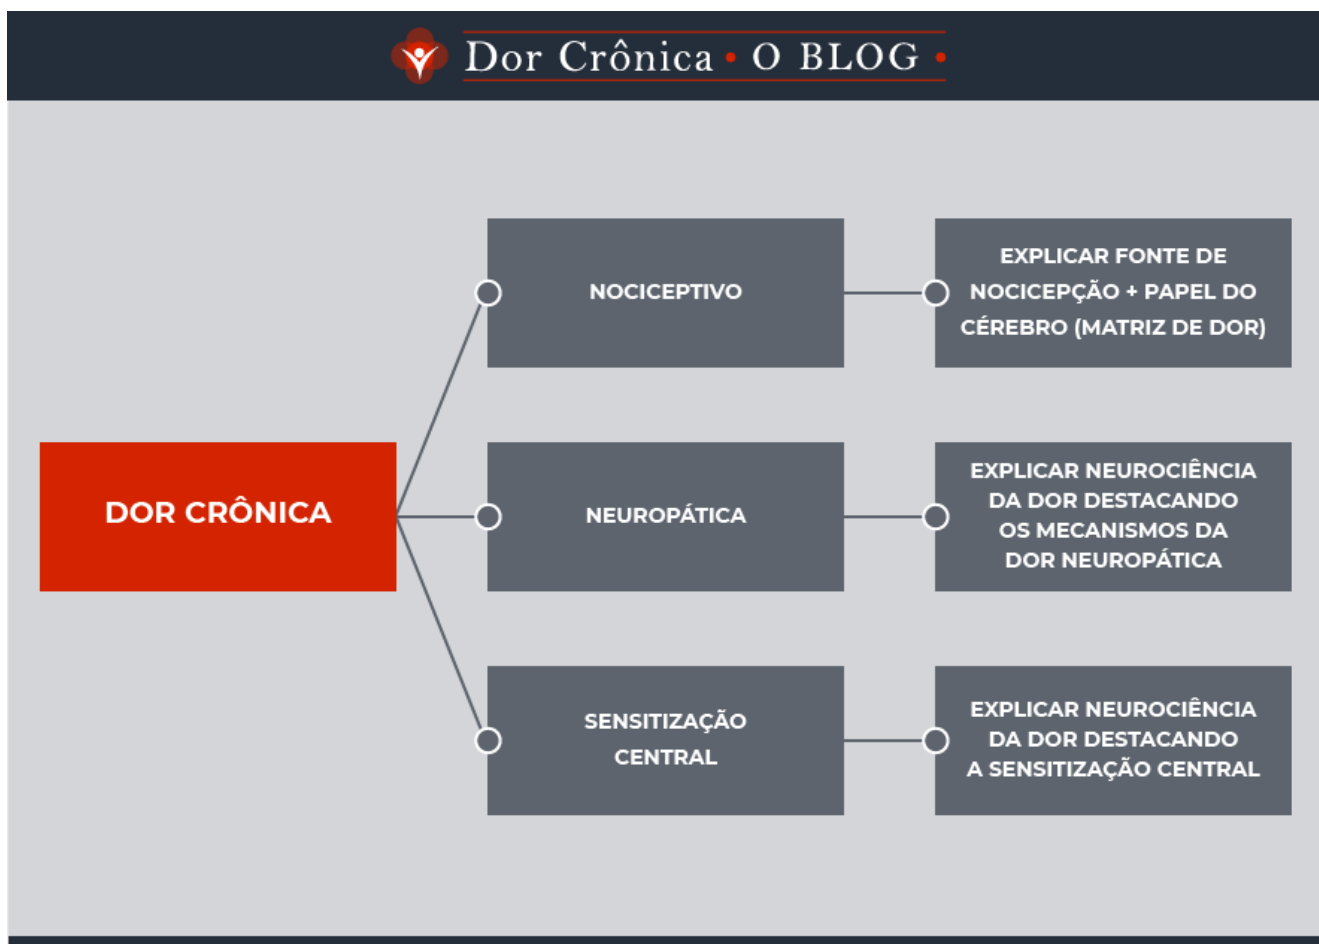 Dor Crônica • O BLOG •
DOR CRÔNICA
NOCICEPTIVO
EXPLICAR FONTE DE
NOCICEPÇÃO + PAPEL DO
CÉREBRO (MATRIZ DE DOR)
NEUROPÁTICA
EXPLICAR NEUROCIÊNCIA
DA DOR DESTACANDO
OS MECANISMOS DA
DOR NEUROPÁTICA
SENSITIZAÇÃO
CENTRAL
EXPLICAR NEUROCIÊNCIA
DA DOR DESTACANDO
A SENSITIZAÇÃO CENTRAL